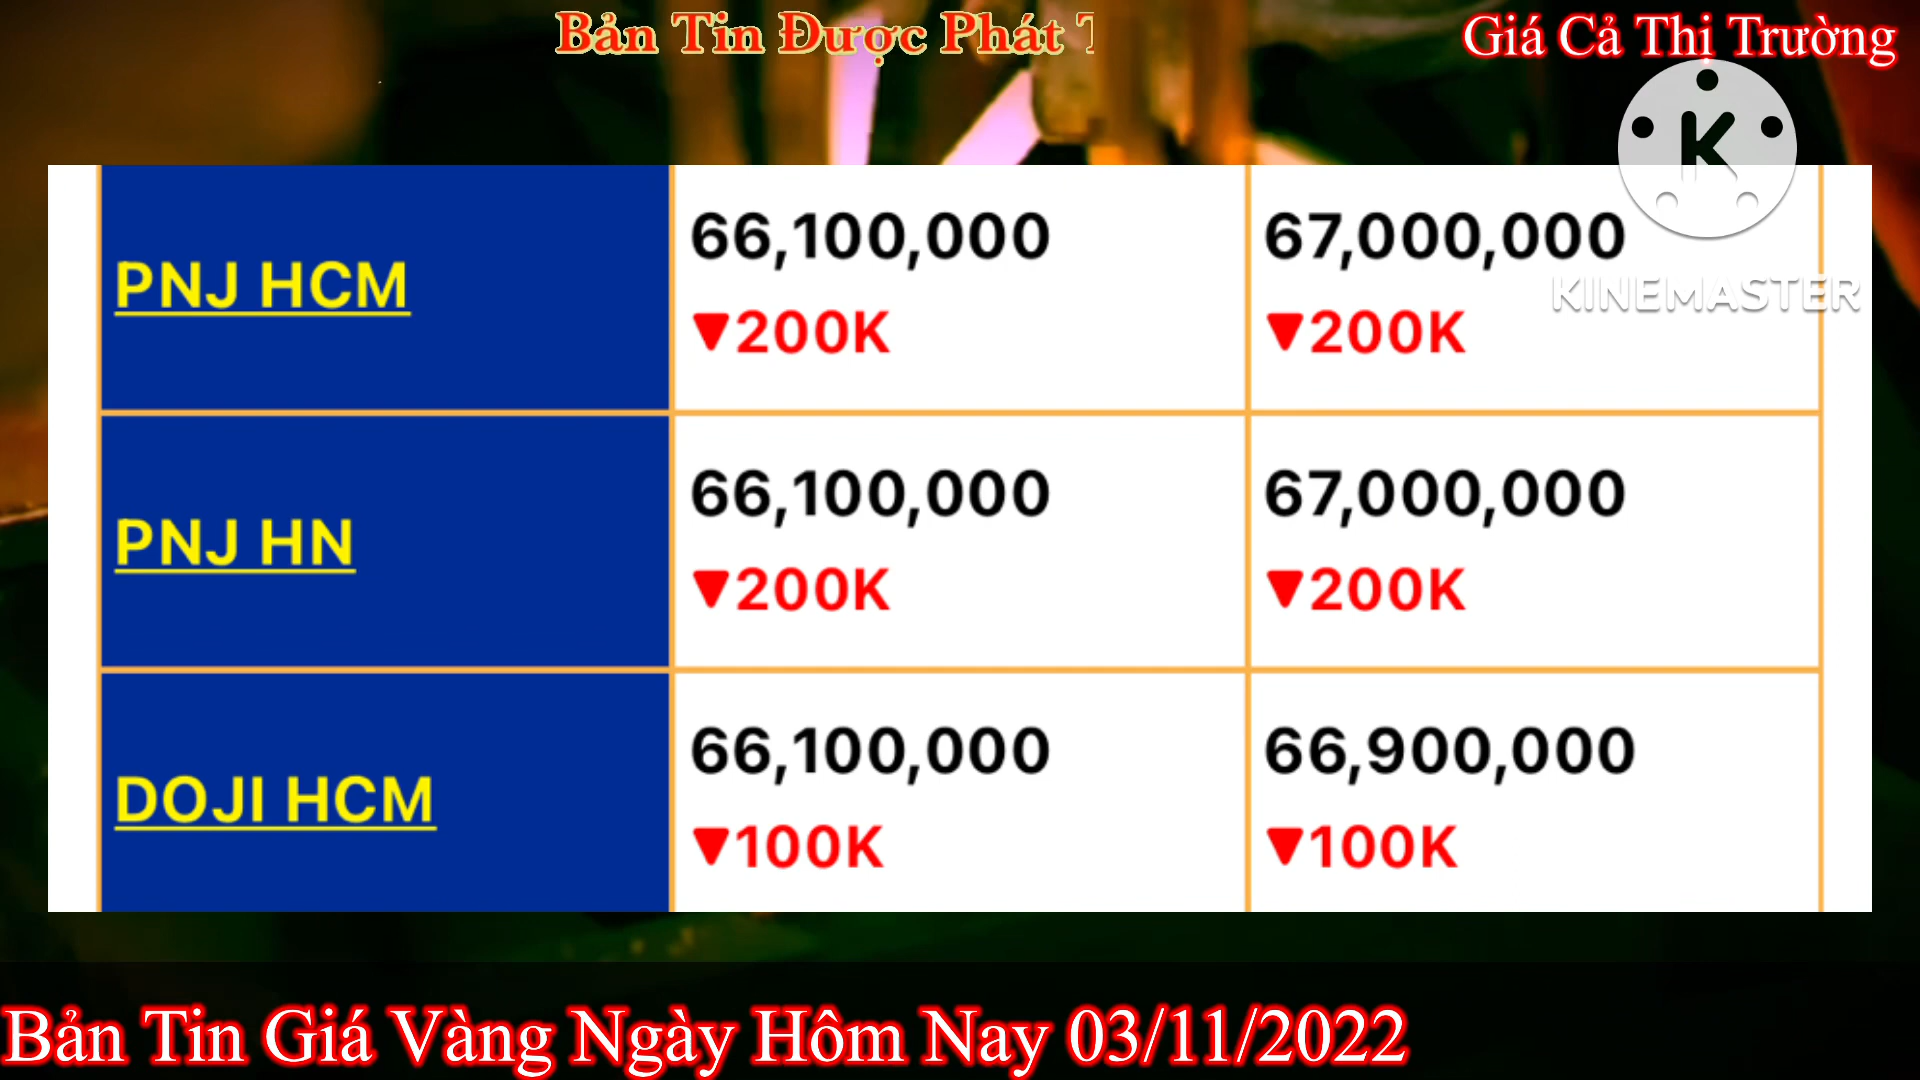 Bản Tin Được Phát T
Giá Cả Thị Trường
K
KINEMASTER
PNJ HCM
66,100,000
67,000,000
▼200K
▼200K
PNJ HN
66,100,000
67,000,000
▼200K
▼200K
DOJI HCM
66,100,000
66,900,000
▼100K
▼100K
Bản Tin Giá Vàng Ngày Hôm Nay 03/11/2022